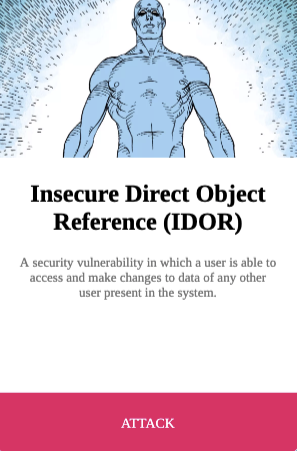 Insecure Direct Object
Reference (IDOR)
A security vulnerability in which a user is able to
access and make changes to data of any other
user present in the system.
ATTACK